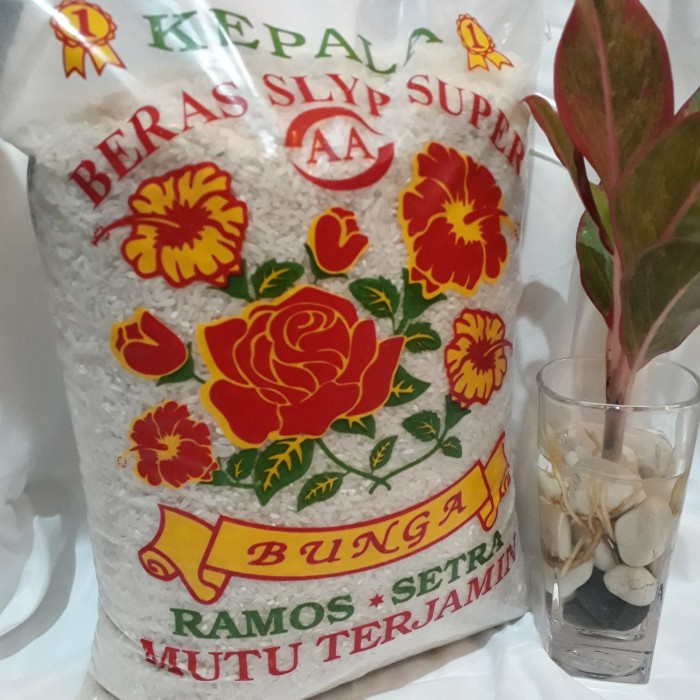 1 1
KEPALA
BERAS SLYP SUPER
AA
BUNGA
RAMOS * SETRA
MUTU TERJAMIN